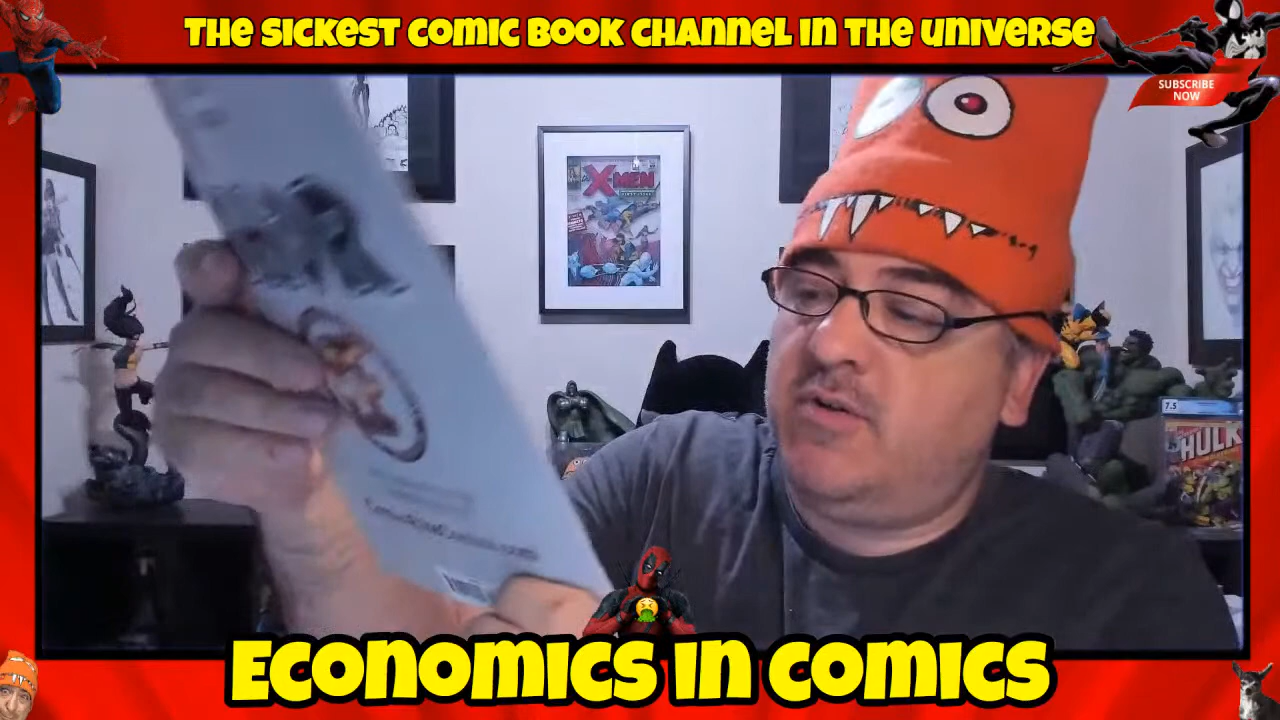 THE SICKEST COMIC BOOK CHANNEL IN THE UNIVERSE
SUBSCRIBE
NOW
X-MEN
7.5
HULK
ECONOMICS IN COMICS